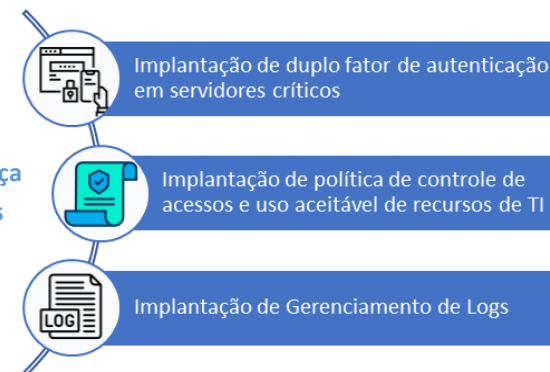 Implantação de duplo fator de autenticação
em servidores críticos
ça
s
Implantação de política de controle de
acessos e uso aceitável de recursos de TI
LOG
Implantação de Gerenciamento de Logs